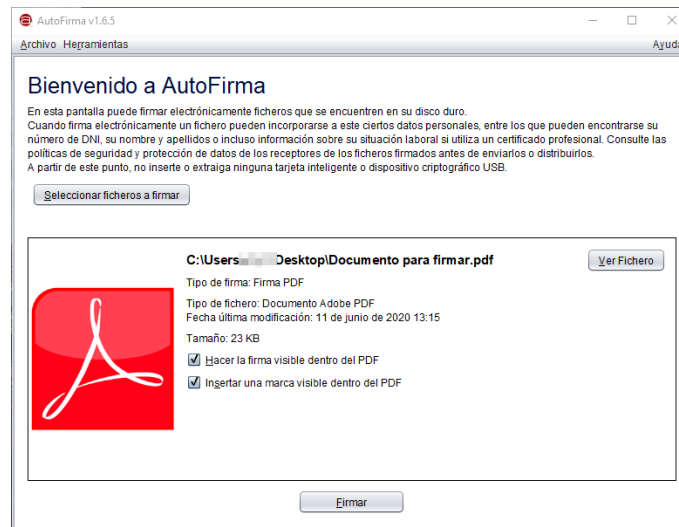 AutoFirma v1.6.5
Archivo Herramientas Ayuda
Bienvenido a AutoFirma
En esta pantalla puede firmar electrónicamente ficheros que se encuentren en su disco duro.
Cuando firma electrónicamente un fichero pueden incorporarse a este ciertos datos personales, entre los que pueden encontrarse su
número de DNI, su nombre y apellidos o incluso información sobre su situación laboral si utiliza un certificado profesional. Consulte las
políticas de seguridad y protección de datos de los receptores de los ficheros firmados antes de enviarlos o distribuirlos.
A partir de este punto, no inserte o extraiga ninguna tarjeta inteligente o dispositivo criptográfico USB.
Seleccionar ficheros a firmar
C:\Users Desktop\Documento para firmar.pdf
Ver Fichero
Tipo de firma: Firma PDF
Tipo de fichero: Documento Adobe PDF
Fecha última modificación: 11 de junio de 2020 13:15
Tamaño: 23 KB
Hacer la firma visible dentro del PDF
Insertar una marca visible dentro del PDF
Firmar